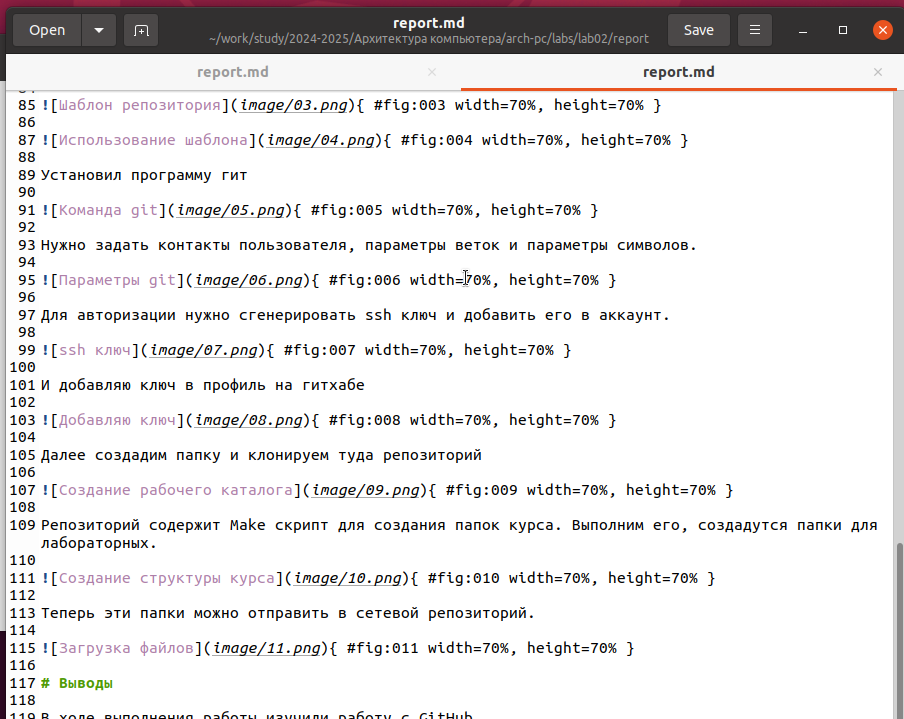 Open
report.md
~/work/study/2024-2025/Архитектура компьютера/arch-pc/labs/lab02/report
Save
report.md
report.md
85 ![Шаблон репозитория](image/03.png){ #fig:003 width=70%, height=70% }
86
87 ![Использование шаблона](image/04.png){ #fig:004 width=70%, height=70% }
88
89 Установил программу гит
90
91 ![Команда git](image/05.png){ #fig:005 width=70%, height=70% }
92
93 Нужно задать контакты пользователя, параметры веток и параметры символов.
94
95 ![Параметры git](image/06.png){ #fig:006 width=70%, height=70% }
96
97 Для авторизации нужно сгенерировать ssh ключ и добавить его в аккаунт.
98
99 ![ssh ключ](image/07.png){ #fig:007 width=70%, height=70% }
100
101 И добавляю ключ в профиль на гитхабе
102
103 ![Добавляю ключ](image/08.png){ #fig:008 width=70%, height=70% }
104
105 Далее создадим папку и клонируем туда репозиторий
106
107 ![Создание рабочего каталога](image/09.png){ #fig:009 width=70%, height=70% }
108
109 Репозиторий содержит Make скрипт для создания папок курса. Выполним его, создадутся папки для
лабораторных.
110
111 ![Создание структуры курса](image/10.png){ #fig:010 width=70%, height=70% }
112
113 Теперь эти папки можно отправить в сетевой репозиторий.
114
115 ![Загрузка файлов](image/11.png){ #fig:011 width=70%, height=70% }
116
117 # Выводы
118
119 В ходе выполнения работы изучили работу с GitHub